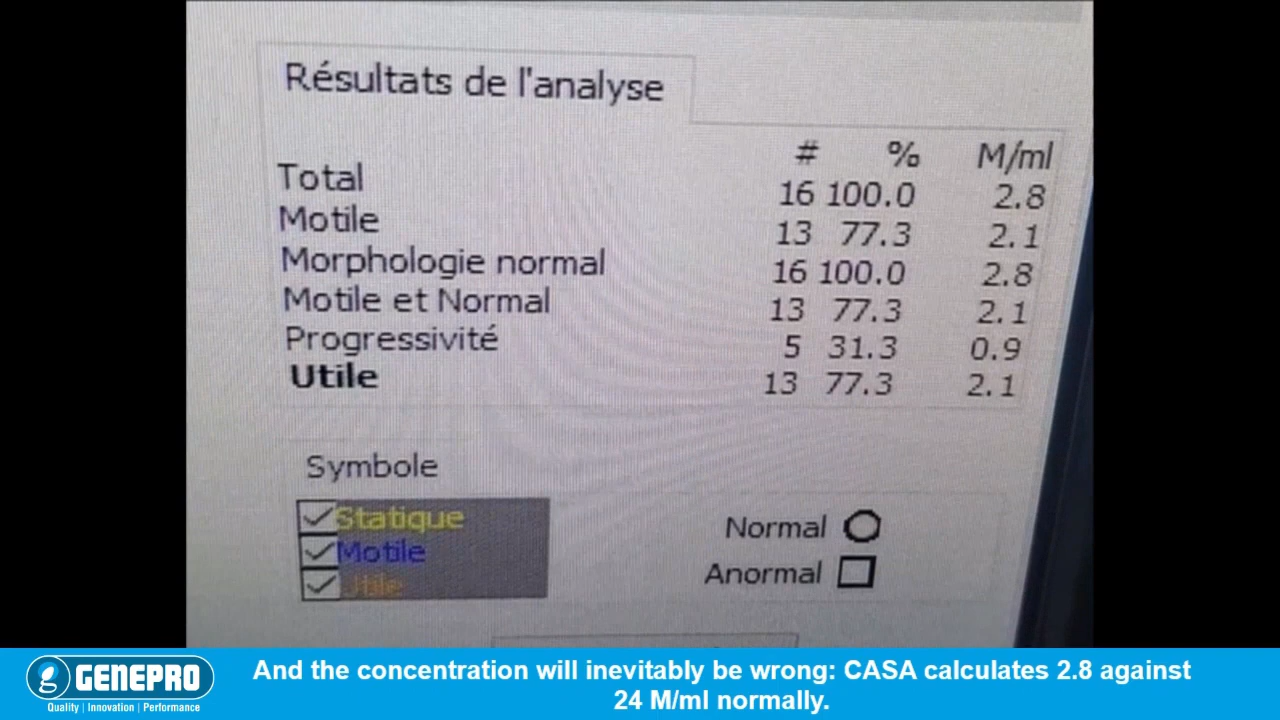 Résultats de l'analyse
# % M/ml
Total 16 100.0 2.8
Motile 13 77.3 2.1
Morphologie normal 16 100.0 2.8
Motile et Normal 13 77.3 2.1
Progressivité 5 31.3 0.9
Utile 13 77.3 2.1
Symbole
Statique
Motile
Utile
Normal
Anormal
GENEPRO
Quality | Innovation | Performance
And the concentration will inevitably be wrong: CASA calculates 2.8 against
24 M/ml normally.